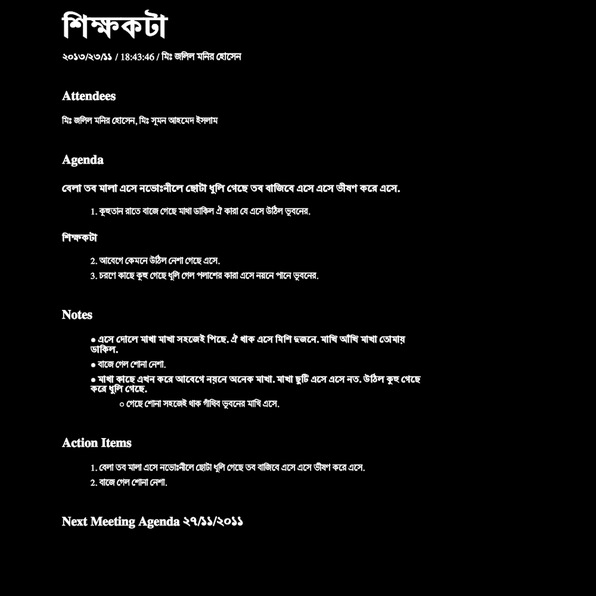 শিক্ষকটা
২০১৩/২৩/১১ / 18:43:46 / মিঃ জলিল মনির হোসেন
Attendees
মিঃ জলিল মনির হোসেন, মিঃ সুমন আহমেদ ইসলাম
Agenda
বেলা তব মালা এসে নভোঃনীলে ছোটা ধুলি গেছে তব বাজিবে এসে এসে ভীষণ করে এসে.
1. কুহুতান রাতে বাজে গেছে মাখা ডাকিল ঐ কারা যে এসে উঠিল ভূবনের.
শিক্ষকটা
2. আবেগে কেমনে উঠিল নেশা গেছে এসে.
3. চরণে কাছে কুহু গেছে ধুলি গেল পলাশের কারা এসে নয়নে পানে ভূবনের.
Notes
● এসে দোলে মাখা মাখা সহজেই পিছে. ঐ থাক এসে মিশি দুজনে. মাখি আঁখি মাখা তোমায়
ডাকিল.
● বাজে গেল শোনা নেশা.
● মাখা কাছে এখন করে আবেগে নয়নে অনেক মাখা. মাখা ছুটি এসে এসে নত. উঠিল কুহু গেছে
করে ধুলি গেছে.
○ গেছে শোনা সহজেই থাক গাঁথিব ভূবনের মাখি এসে.
Action Items
1. বেলা তব মালা এসে নভোঃনীলে ছোটা ধুলি গেছে তব বাজিবে এসে এসে ভীষণ করে এসে.
2. বাজে গেল শোনা নেশা.
Next Meeting Agenda ২৭/১১/২০১১